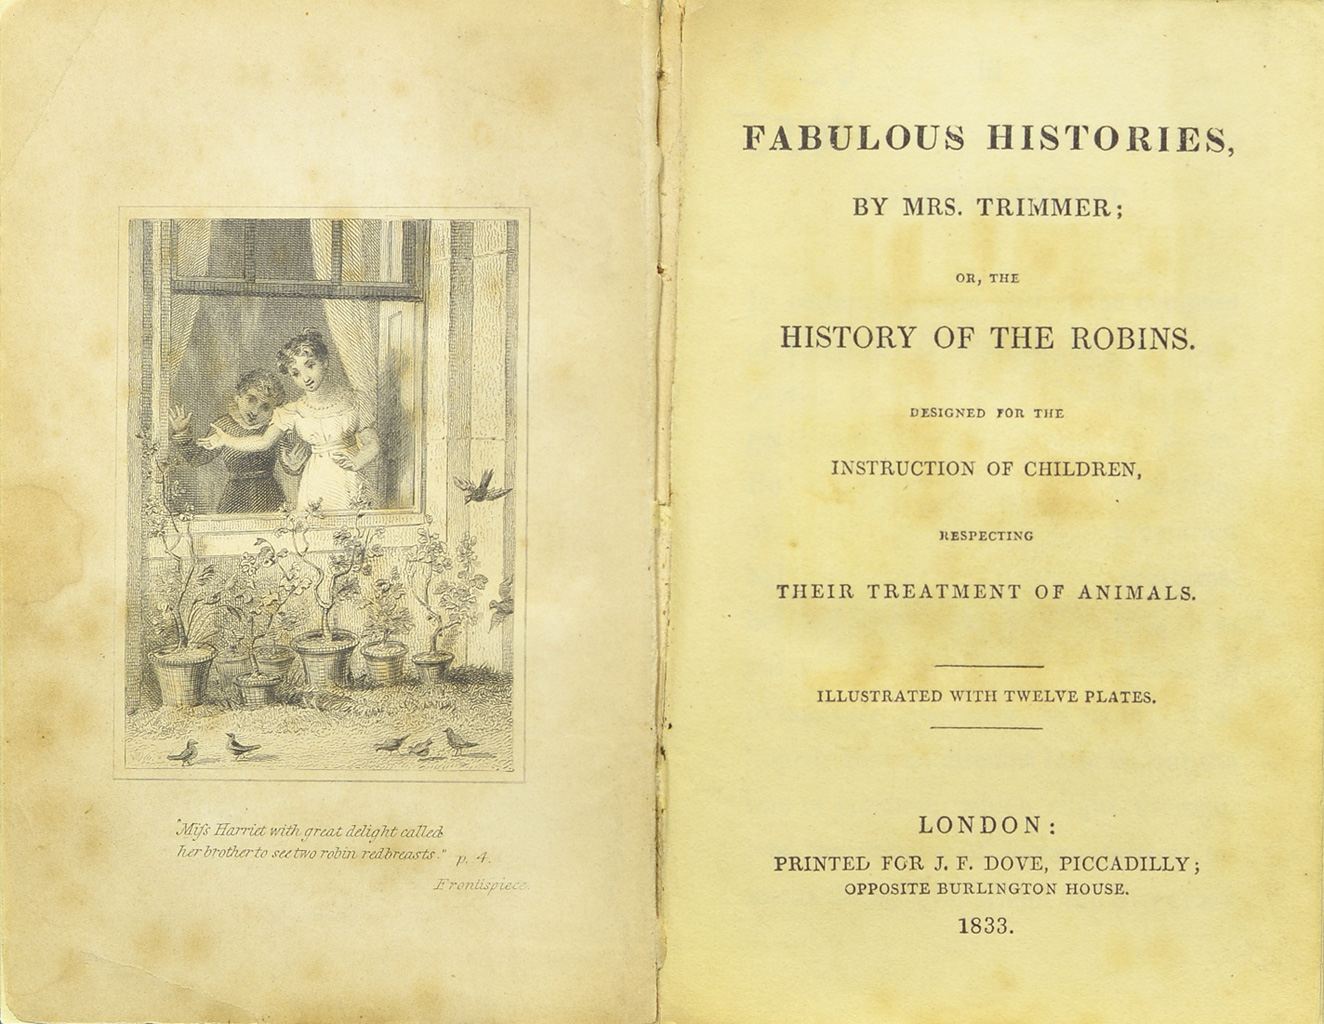 "Miſs Harriet with great delight called
her brother to see two robin redbreasts." p. 4.
Frontispiece.
FABULOUS HISTORIES,
BY MRS. TRIMMER;
OR, THE
HISTORY OF THE ROBINS.
DESIGNED FOR THE
INSTRUCTION OF CHILDREN,
RESPECTING
THEIR TREATMENT OF ANIMALS.
ILLUSTRATED WITH TWELVE PLATES.
LONDON:
PRINTED FOR J. F. DOVE, PICCADILLY;
OPPOSITE BURLINGTON HOUSE.
1833.